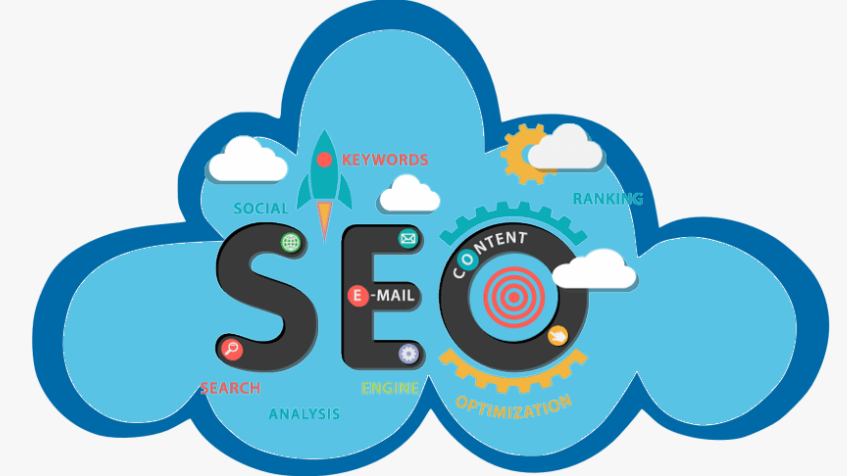 KEYWORDS
RANKING
SOCIAL
SEO
CONTENT
E-MAIL
SEARCH
ENGINE
OPTIMIZATION
ANALYSIS